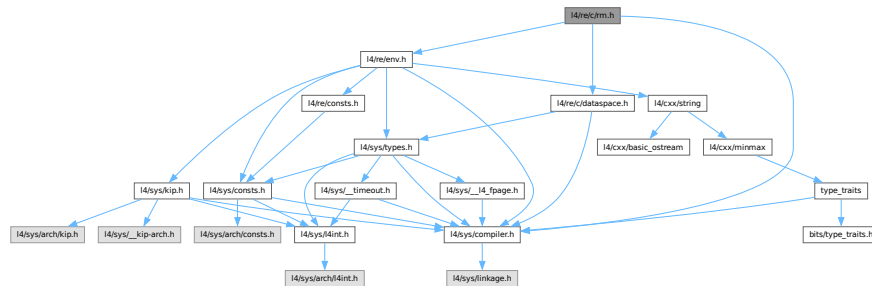 l4/re/c/rm.h
l4/re/env.h
l4/re/consts.h
l4/re/c/dataspace.h
l4/cxx/string
l4/sys/types.h
l4/cxx/basic_ostream
l4/cxx/minmax
l4/sys/kip.h
l4/sys/consts.h
l4/sys/__timeout.h
l4/sys/__l4_fpage.h
type_traits
l4/sys/arch/kip.h
l4/sys/__kip-arch.h
l4/sys/arch/consts.h
l4/sys/l4int.h
l4/sys/compiler.h
bits/type_traits.h
l4/sys/arch/l4int.h
l4/sys/linkage.h